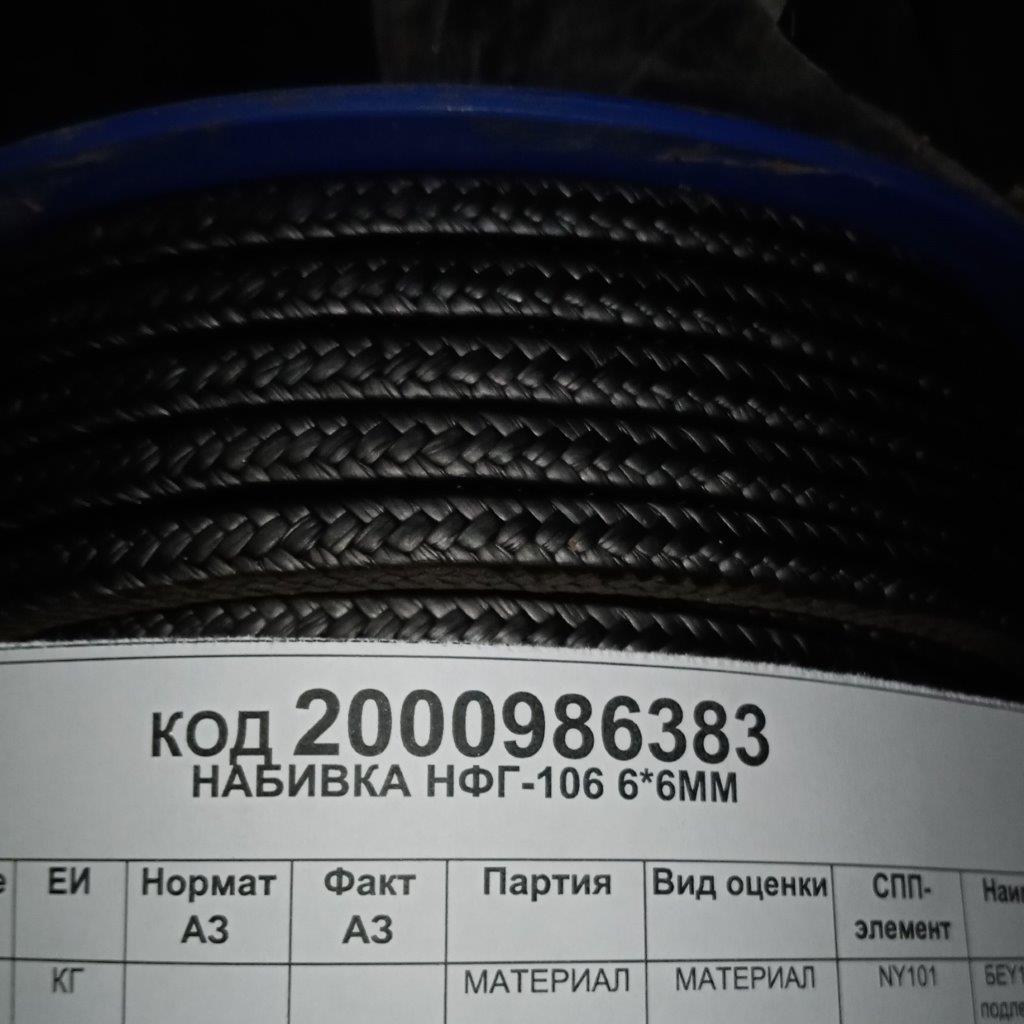 КОД 2000986383
НАБИВКА НФГ-106 6*6ММ
ЕИ Нормат АЗ Факт АЗ Партия Вид оценки СПП-элемент
КГ МАТЕРИАЛ МАТЕРИАЛ NY101